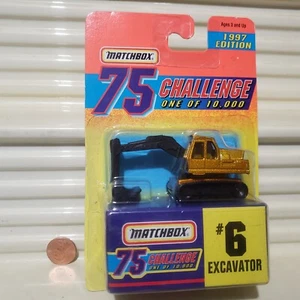 Ages 3 and Up
MATCHBOX
1997
EDITION
75 CHALLENGE
ONE OF 10,000
MATCHBOX
75 CHALLENGE
ONE OF 10,000
#6
EXCAVATOR